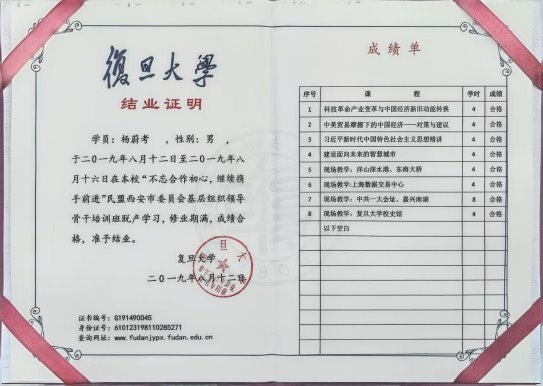 復旦大学
结业证明
学员：杨蔚考 ，性别：男 ，
于二○一九年八月十二日至二○一九年八
月十六日在本校“不忘合作初心，继续携
手前进”民盟西安市委员会基层组织领导
骨干培训班脱产学习，修业期满，成绩合
格，准予结业。
复旦大学
二○一九年八月十二日
证书编号：G191490045
身份证号：610123198110285271
查询网址：www.fudanjypx.fudan.edu.cn
成绩单
序号 课程 学时 成绩
1 科技革命产业变革与中国经济新旧动能转换 4 合格
2 中美贸易摩擦下的中国经济——对策与建议 4 合格
3 习近平新时代中国特色社会主义思想精讲 4 合格
4 建设面向未来的智慧城市 4 合格
5 现场教学：洋山深水港、东海大桥 4 合格
6 现场教学:上海数据交易中心 4 合格
7 现场教学：中共一大会址、嘉兴南湖 8 合格
8 现场教学：复旦大学校史馆 4 合格
以下空白